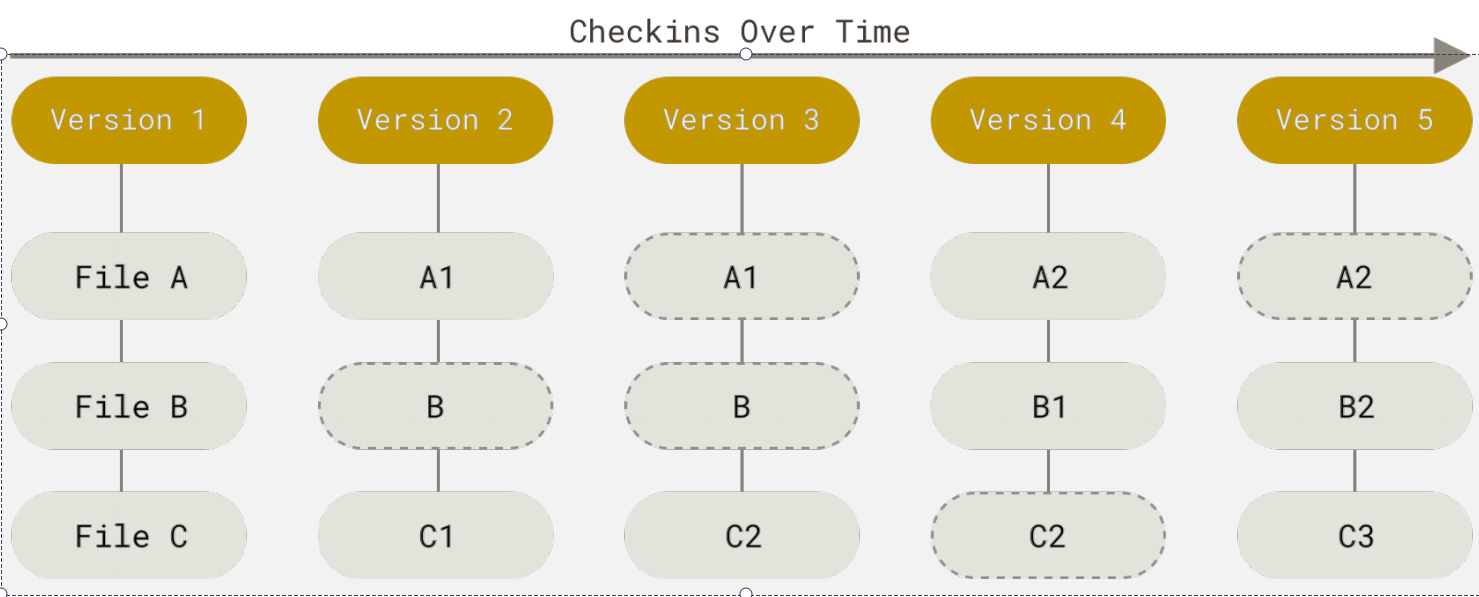 Checkins Over Time
Version 1 Version 2 Version 3 Version 4 Version 5
File A A1 A1 A2 A2
File B B B B1 B2
File C C1 C2 C2 C3